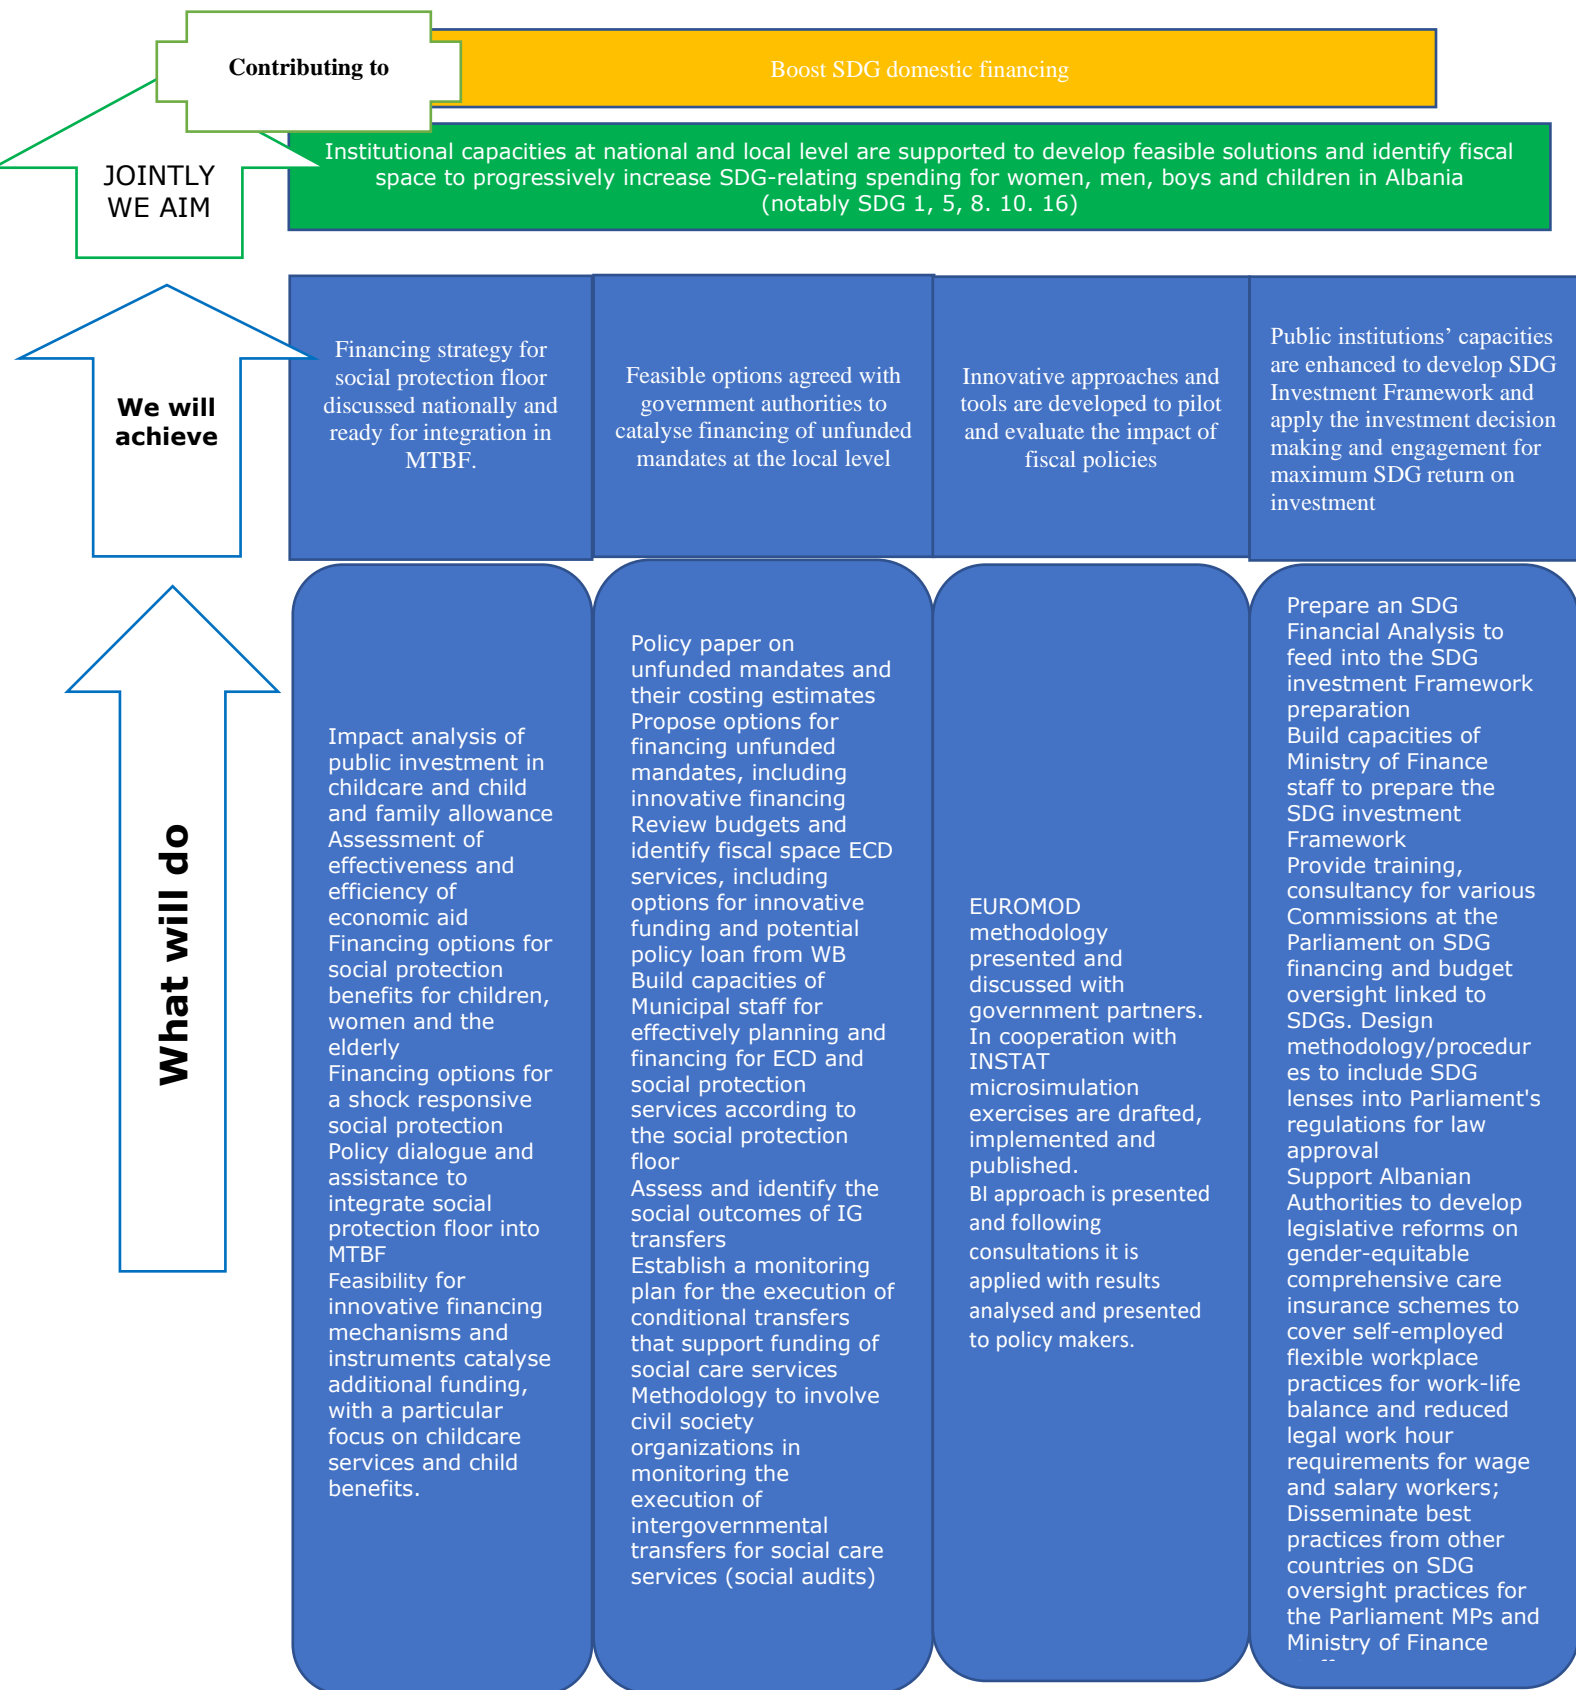 Contributing to
Boost SDG domestic financing
JOINTLY
WE AIM
Institutional capacities at national and local level are supported to develop feasible solutions and identify fiscal
space to progressively increase SDG-relating spending for women, men, boys and children in Albania
(notably SDG 1, 5, 8. 10. 16)
We will
achieve
Financing strategy for
social protection floor
discussed nationally and
ready for integration in
MTBF.
Feasible options agreed with
government authorities to
catalyse financing of unfunded
mandates at the local level
Innovative approaches and
tools are developed to pilot
and evaluate the impact of
fiscal policies
Public institutions’ capacities
are enhanced to develop SDG
Investment Framework and
apply the investment decision
making and engagement for
maximum SDG return on
investment
What will do
Impact analysis of
public investment in
childcare and child
and family allowance
Assessment of
effectiveness and
efficiency of
economic aid
Financing options for
social protection
benefits for children,
women and the
elderly
Financing options for
a shock responsive
social protection
Policy dialogue and
assistance to
integrate social
protection floor into
MTBF
Feasibility for
innovative financing
mechanisms and
instruments catalyse
additional funding,
with a particular
focus on childcare
services and child
benefits.
Policy paper on
unfunded mandates and
their costing estimates
Propose options for
financing unfunded
mandates, including
innovative financing
Review budgets and
identify fiscal space ECD
services, including
options for innovative
funding and potential
policy loan from WB
Build capacities of
Municipal staff for
effectively planning and
financing for ECD and
social protection
services according to
the social protection
floor
Assess and identify the
social outcomes of IG
transfers
Establish a monitoring
plan for the execution of
conditional transfers
that support funding of
social care services
Methodology to involve
civil society
organizations in
monitoring the
execution of
intergovernmental
transfers for social care
services (social audits)
EUROMOD
methodology
presented and
discussed with
government partners.
In cooperation with
INSTAT
microsimulation
exercises are drafted,
implemented and
published.
BI approach is presented
and following
consultations it is
applied with results
analysed and presented
to policy makers.
Prepare an SDG
Financial Analysis to
feed into the SDG
investment Framework
preparation
Build capacities of
Ministry of Finance
staff to prepare the
SDG investment
Framework
Provide training,
consultancy for various
Commissions at the
Parliament on SDG
financing and budget
oversight linked to
SDGs. Design
methodology/procedur
es to include SDG
lenses into Parliament's
regulations for law
approval
Support Albanian
Authorities to develop
legislative reforms on
gender-equitable
comprehensive care
insurance schemes to
cover self-employed
flexible workplace
practices for work-life
balance and reduced
legal work hour
requirements for wage
and salary workers;
Disseminate best
practices from other
countries on SDG
oversight practices for
the Parliament MPs and
Ministry of Finance